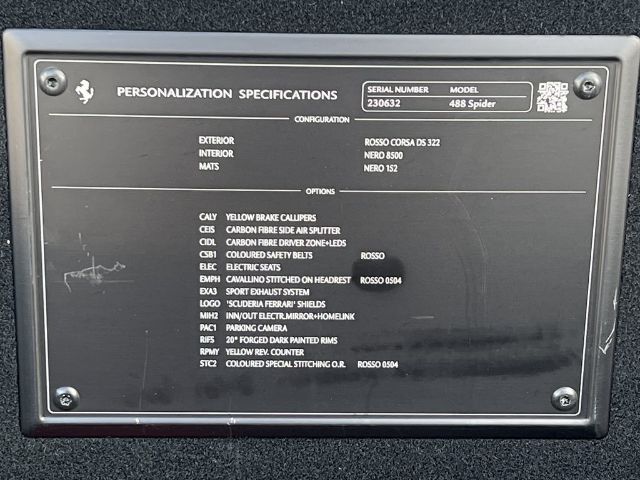 PERSONALIZATION SPECIFICATIONS
SERIAL NUMBER MODEL
230632 488 Spider
CONFIGURATION
EXTERIOR ROSSO CORSA DS 322
INTERIOR NERO 8500
MATS NERO 152
OPTIONS
CALY YELLOW BRAKE CALLIPERS
CEIS CARBON FIBRE SIDE AIR SPLITTER
CIDL CARBON FIBRE DRIVER ZONE+LEDS
CSB1 COLOURED SAFETY BELTS ROSSO
ELEC ELECTRIC SEATS
EMPH CAVALLINO STITCHED ON HEADREST ROSSO 0504
EXA3 SPORT EXHAUST SYSTEM
LOGO 'SCUDERIA FERRARI' SHIELDS
MIH2 INN/OUT ELECTR.MIRROR+HOMELINK
PAC1 PARKING CAMERA
RIFS 20" FORGED DARK PAINTED RIMS
RPMY YELLOW REV. COUNTER
STC2 COLOURED SPECIAL STITCHING O.R. ROSSO 0504